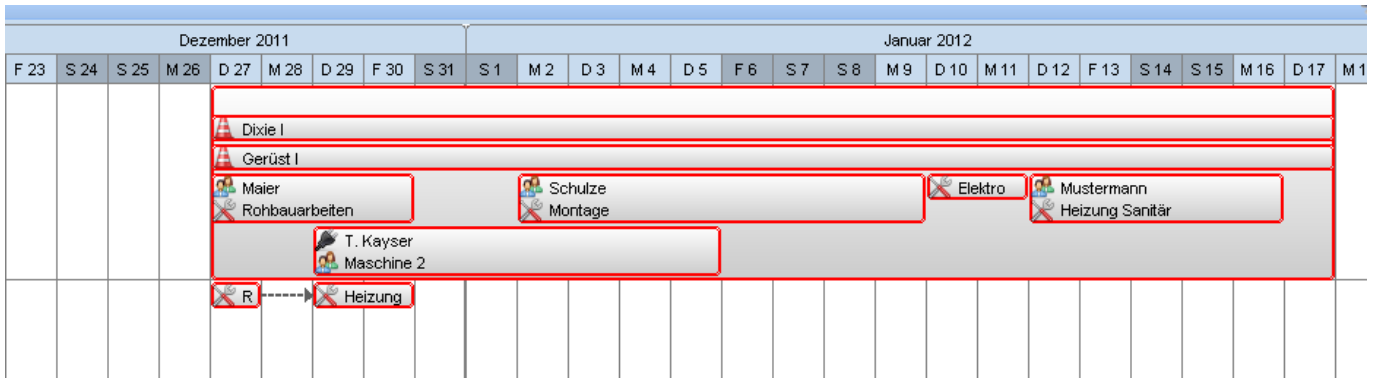 Dezember 2011 Januar 2012
F 23 S 24 S 25 M 26 D 27 M 28 D 29 F 30 S 31 S 1 M 2 D 3 M 4 D 5 F 6 S 7 S 8 M 9 D 10 M 11 D 12 F 13 S 14 S 15 M 16 D 17 M 1
Dixie I
Gerüst I
Maier Schulze Elektro Mustermann
Rohbauarbeiten Montage Heizung Sanitär
T. Kayser
Maschine 2
R Heizung